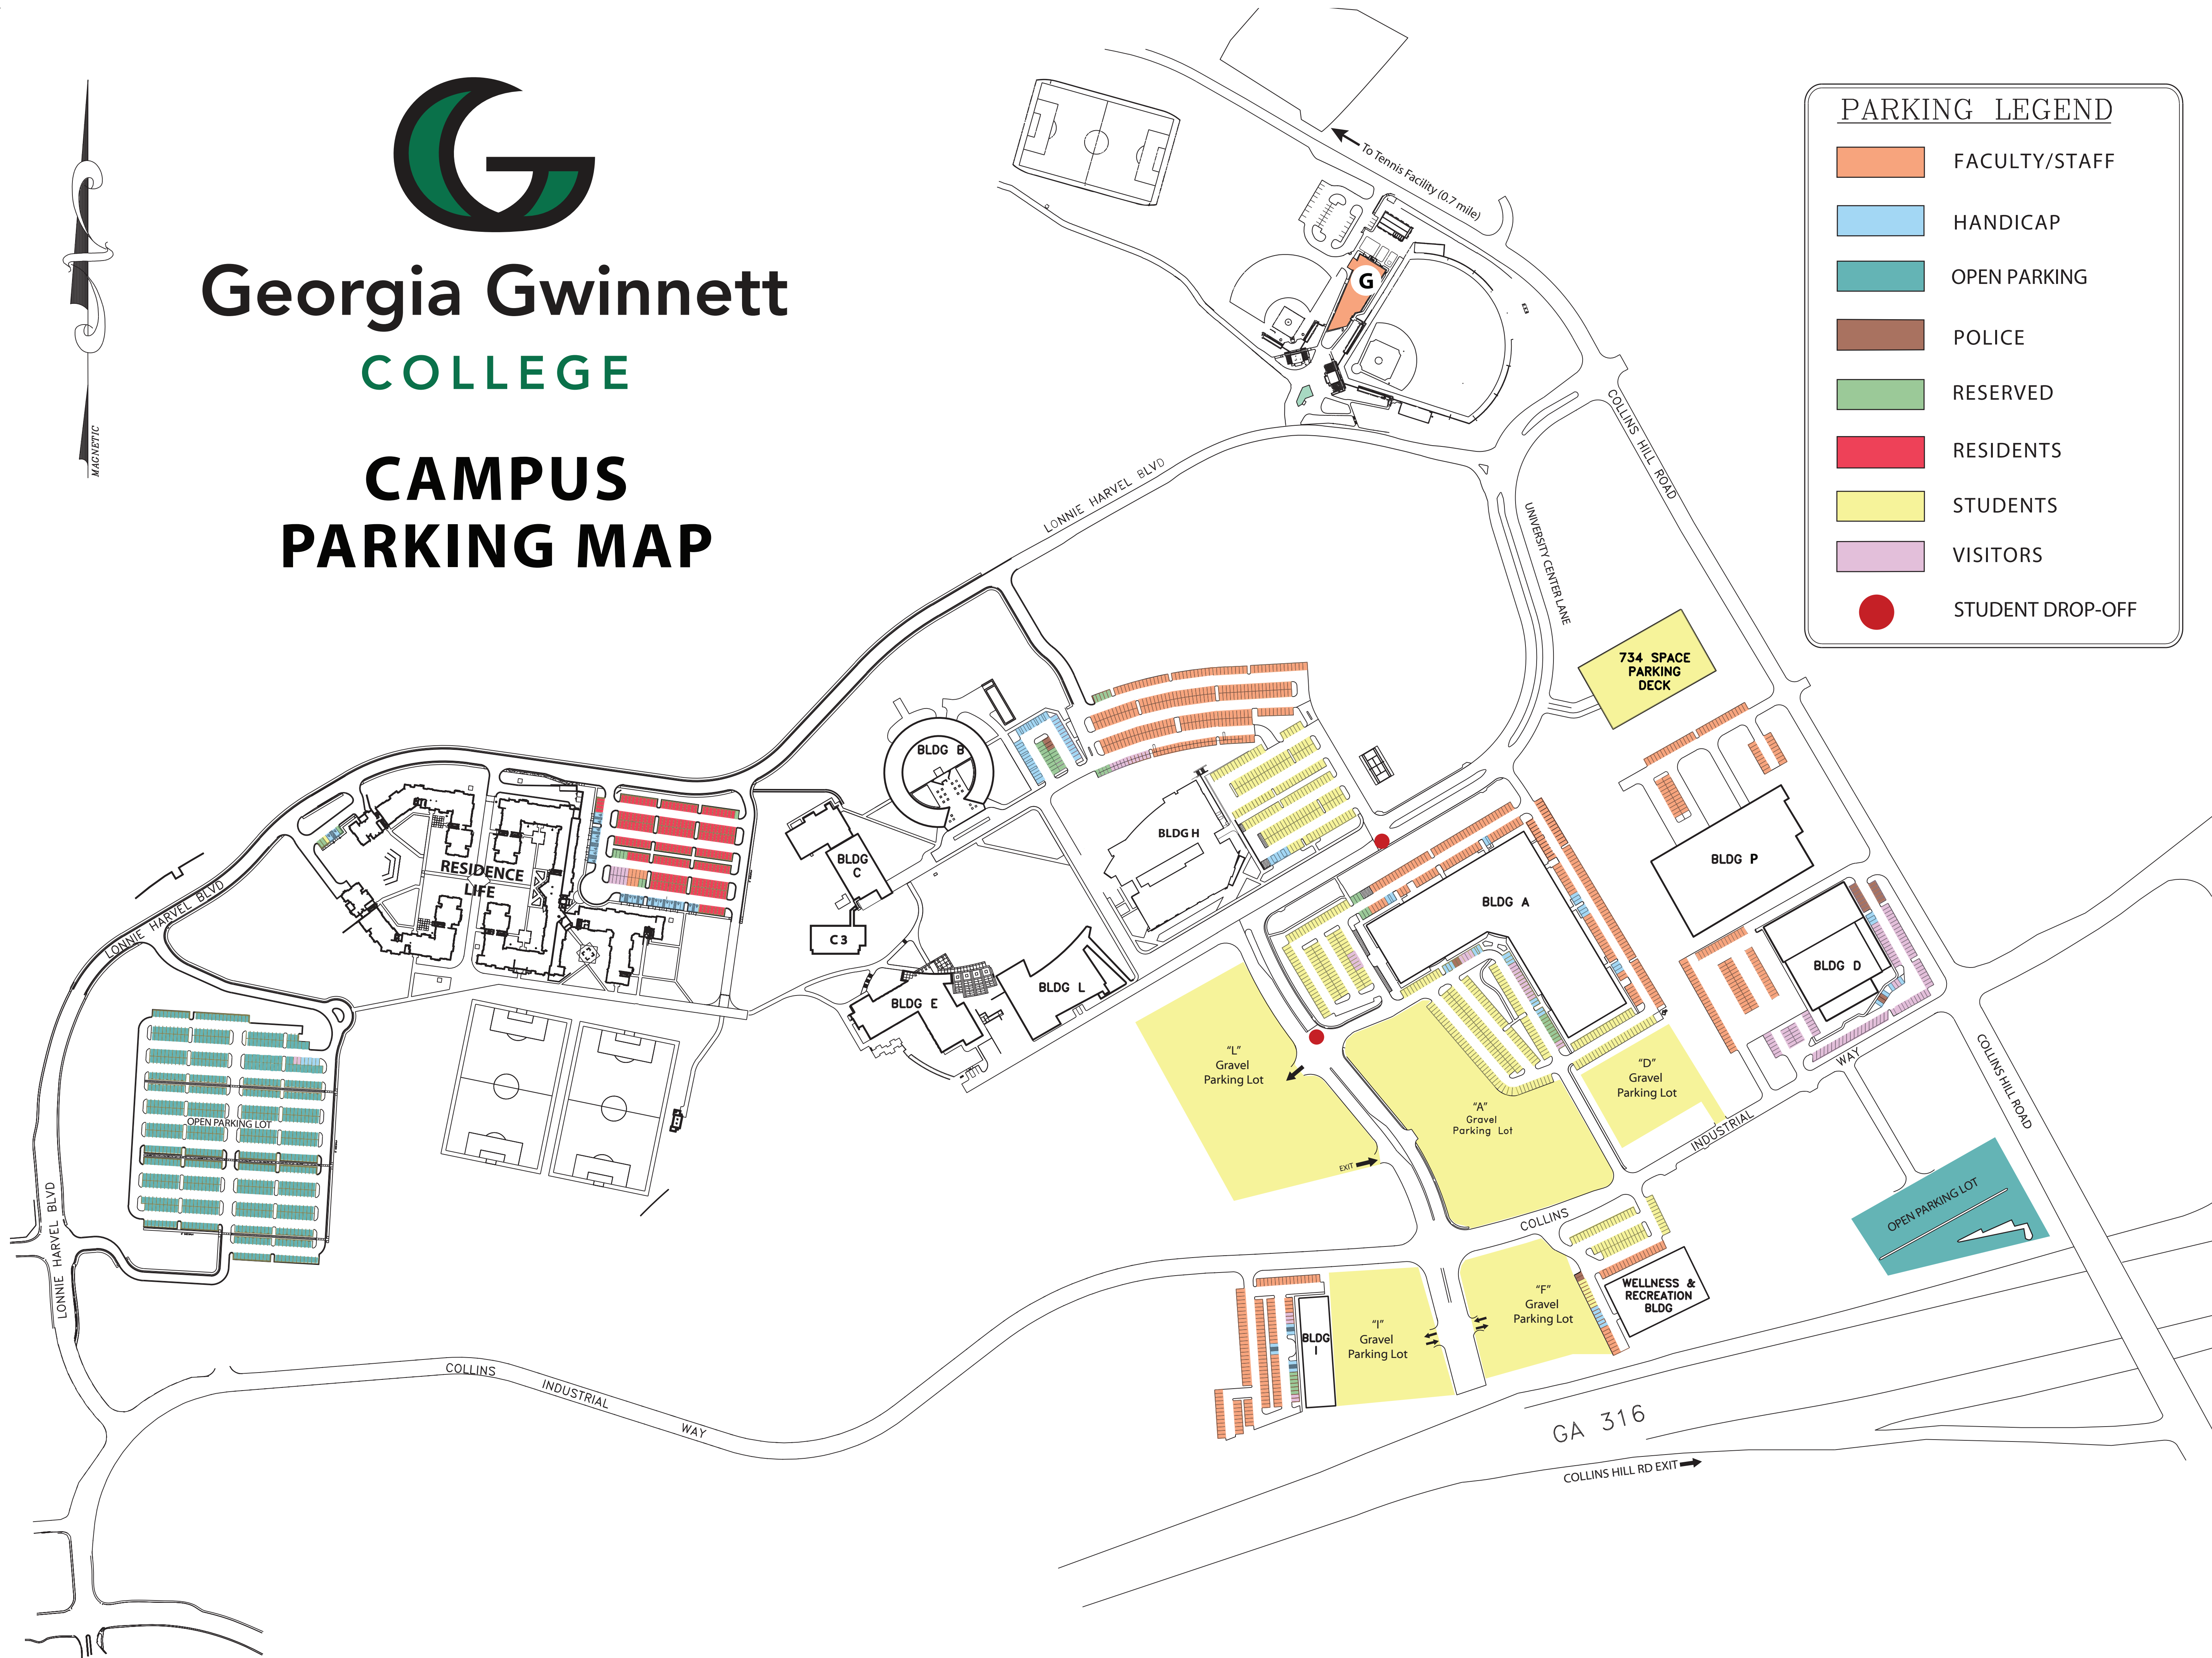 Georgia Gwinnett
COLLEGE
CAMPUS
PARKING MAP
MAGNETIC
PARKING LEGEND
FACULTY/STAFF
HANDICAP
OPEN PARKING
POLICE
RESERVED
RESIDENTS
STUDENTS
VISITORS
STUDENT DROP-OFF
To Tennis Facility (0.7 mile)
G
COLLINS HILL ROAD
LONNIE HARVEL BLVD
UNIVERSITY CENTER LANE
734 SPACE
PARKING
DECK
BLDG B
BLDG H
BLDG
C
C3
BLDG A
BLDG P
BLDG D
RESIDENCE
LIFE
LONNIE HARVEL BLVD
BLDG E
BLDG L
"L"
Gravel
Parking Lot
"A"
Gravel
Parking Lot
"D"
Gravel
Parking Lot
EXIT
COLLINS
INDUSTRIAL
WAY
COLLINS HILL ROAD
OPEN PARKING LOT
OPEN PARKING LOT
LONNIE HARVEL BLVD
WELLNESS &
RECREATION
BLDG
"F"
Gravel
Parking Lot
"I"
Gravel
Parking Lot
BLDG
I
COLLINS
INDUSTRIAL
WAY
GA 316
COLLINS HILL RD EXIT